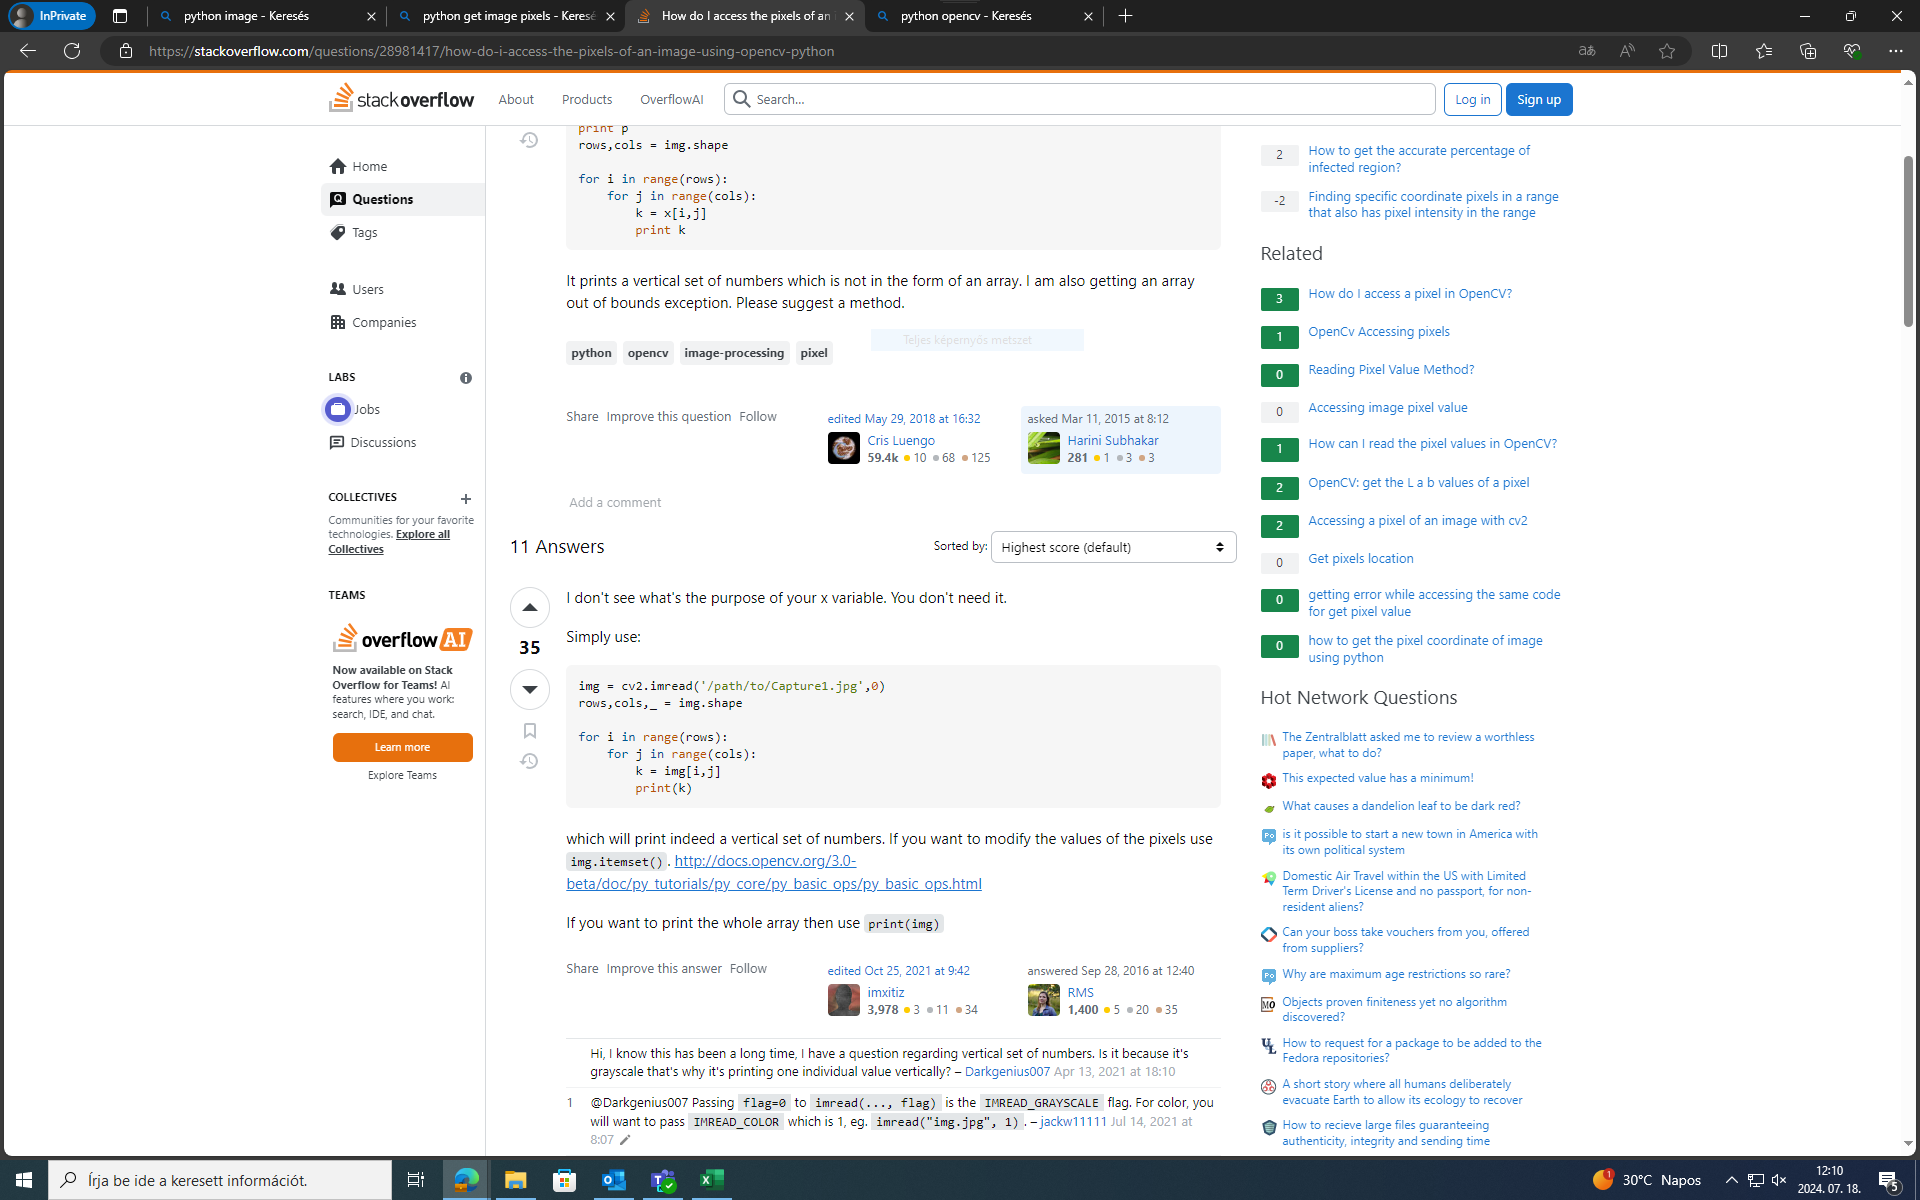 InPrivate
python image - Keresés
python get image pixels - Keresé
How do I access the pixels of an
python opencv - Keresés
https://stackoverflow.com/questions/28981417/how-do-i-access-the-pixels-of-an-image-using-opencv-python
stackoverflow
About
Products
OverflowAI
Search...
Log in
Sign up
Home
Questions
Tags
Users
Companies
LABS
Jobs
Discussions
COLLECTIVES
Communities for your favorite
technologies. Explore all
Collectives
TEAMS
overflow AI
Now available on Stack
Overflow for Teams! AI
features where you work:
search, IDE, and chat.
Learn more
Explore Teams
print p
rows,cols = img.shape
for i in range(rows):
for j in range(cols):
k = x[i,j]
print k
It prints a vertical set of numbers which is not in the form of an array. I am also getting an array
out of bounds exception. Please suggest a method.
Teljes képernyős metszet
python opencv image-processing pixel
Share Improve this question Follow
edited May 29, 2018 at 16:32
Cris Luengo
59.4k 10 68 125
asked Mar 11, 2015 at 8:12
Harini Subhakar
281 1 3 3
Add a comment
11 Answers
Sorted by:
Highest score (default)
35
I don't see what's the purpose of your x variable. You don't need it.
Simply use:
img = cv2.imread('/path/to/Capture1.jpg',0)
rows,cols,_ = img.shape
for i in range(rows):
for j in range(cols):
k = img[i,j]
print(k)
which will print indeed a vertical set of numbers. If you want to modify the values of the pixels use
img.itemset() . http://docs.opencv.org/3.0-
beta/doc/py_tutorials/py_core/py_basic_ops/py_basic_ops.html
If you want to print the whole array then use print(img)
Share Improve this answer Follow
edited Oct 25, 2021 at 9:42
imxitiz
3,978 3 11 34
answered Sep 28, 2016 at 12:40
RMS
1,400 5 20 35
Hi, I know this has been a long time, I have a question regarding vertical set of numbers. Is it because it's
grayscale that's why it's printing one individual value vertically? – Darkgenius007 Apr 13, 2021 at 18:10
1 @Darkgenius007 Passing flag=0 to imread(..., flag) is the IMREAD_GRAYSCALE flag. For color, you
will want to pass IMREAD_COLOR which is 1, eg. imread("img.jpg", 1) . – jackw11111 Jul 14, 2021 at
8:07
2 How to get the accurate percentage of
infected region?
-2 Finding specific coordinate pixels in a range
that also has pixel intensity in the range
Related
3 How do I access a pixel in OpenCV?
1 OpenCv Accessing pixels
0 Reading Pixel Value Method?
0 Accessing image pixel value
1 How can I read the pixel values in OpenCV?
2 OpenCV: get the L a b values of a pixel
2 Accessing a pixel of an image with cv2
0 Get pixels location
0 getting error while accessing the same code
for get pixel value
0 how to get the pixel coordinate of image
using python
Hot Network Questions
The Zentralblatt asked me to review a worthless
paper, what to do?
This expected value has a minimum!
What causes a dandelion leaf to be dark red?
is it possible to start a new town in America with
its own political system
Domestic Air Travel within the US with Limited
Term Driver's License and no passport, for non-
resident aliens?
Can your boss take vouchers from you, offered
from suppliers?
Why are maximum age restrictions so rare?
Objects proven finiteness yet no algorithm
discovered?
How to request for a package to be added to the
Fedora repositories?
A short story where all humans deliberately
evacuate Earth to allow its ecology to recover
How to recieve large files guaranteeing
authenticity, integrity and sending time
Írja be ide a keresett információt.
1
30°C Napos
12:10
2024. 07. 18.
5